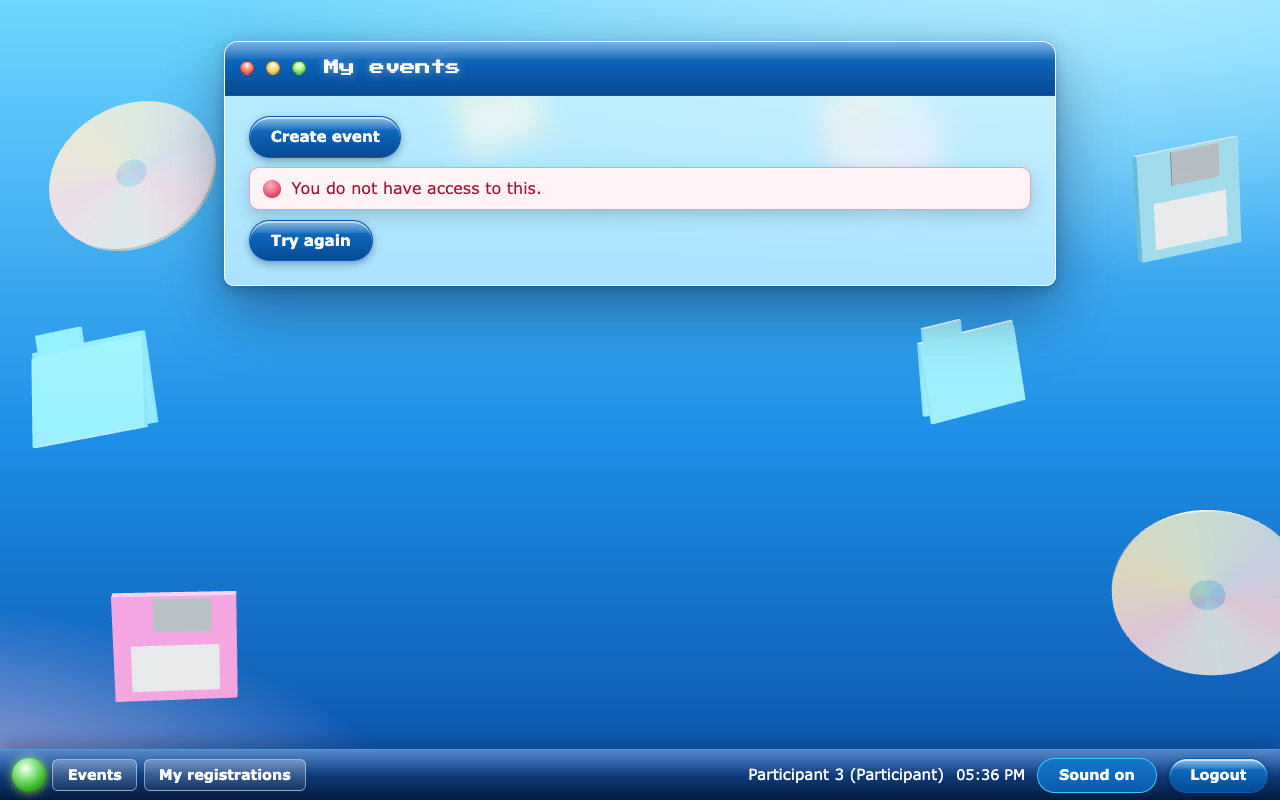 My events
Create event
You do not have access to this.
Try again
Events
My registrations
Participant 3 (Participant)
05:36 PM
Sound on
Logout